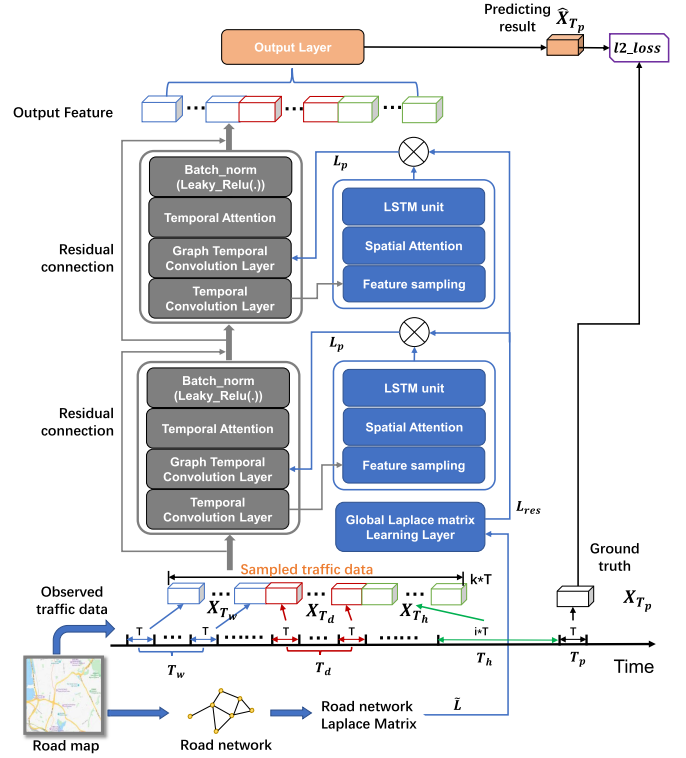 Predicting
result
X̂_{T_p}
l2_loss
Output Layer
Output Feature
Batch_norm
(Leaky_Relu(.))
Temporal Attention
Graph Temporal
Convolution Layer
Temporal
Convolution Layer
L_p
LSTM unit
Spatial Attention
Feature sampling
Residual
connection
Batch_norm
(Leaky_Relu(.))
Temporal Attention
Graph Temporal
Convolution Layer
Temporal
Convolution Layer
L_p
LSTM unit
Spatial Attention
Feature sampling
Residual
connection
Global Laplace matrix
Learning Layer
L_{res}
Sampled traffic data
k*T
Ground
truth
Observed
traffic data
X_{T_w}
X_{T_d}
X_{T_h}
X_{T_p}
T
T
T
T
i*T
T
T_w
T_d
T_h
T_p
Time
Road map
Road network
Road network
Laplace Matrix
L̃